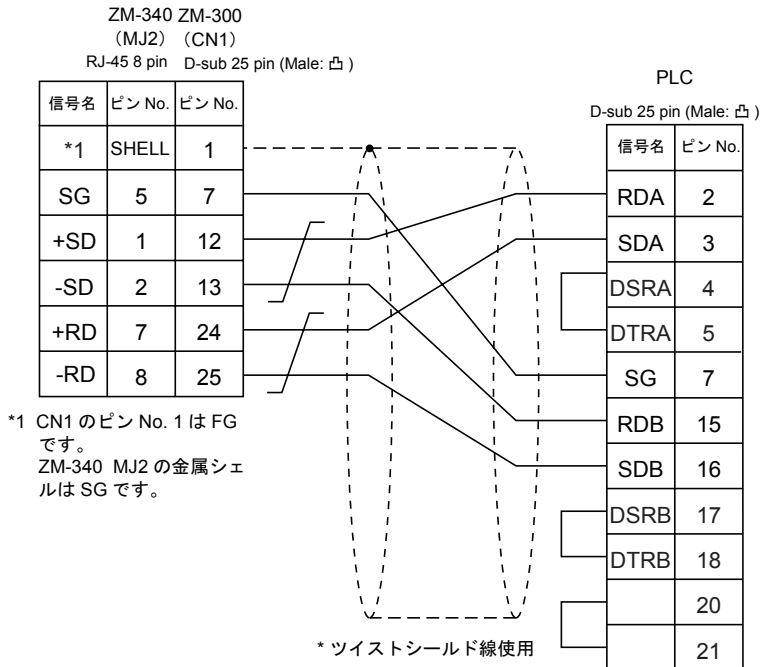 ZM-340 ZM-300
（MJ2）（CN1）
RJ-45 8 pin D-sub 25 pin (Male: 凸 )
信号名 ピン No. ピン No.
*1 SHELL 1
SG 5 7
+SD 1 12
-SD 2 13
+RD 7 24
-RD 8 25
*1 CN1 のピン No. 1 は FG
です。
ZM-340 MJ2 の金属シェ
ルは SG です。
PLC
D-sub 25 pin (Male: 凸 )
信号名 ピン No.
RDA 2
SDA 3
DSRA 4
DTRA 5
SG 7
RDB 15
SDB 16
DSRB 17
DTRB 18
20
21
* ツイストシールド線使用